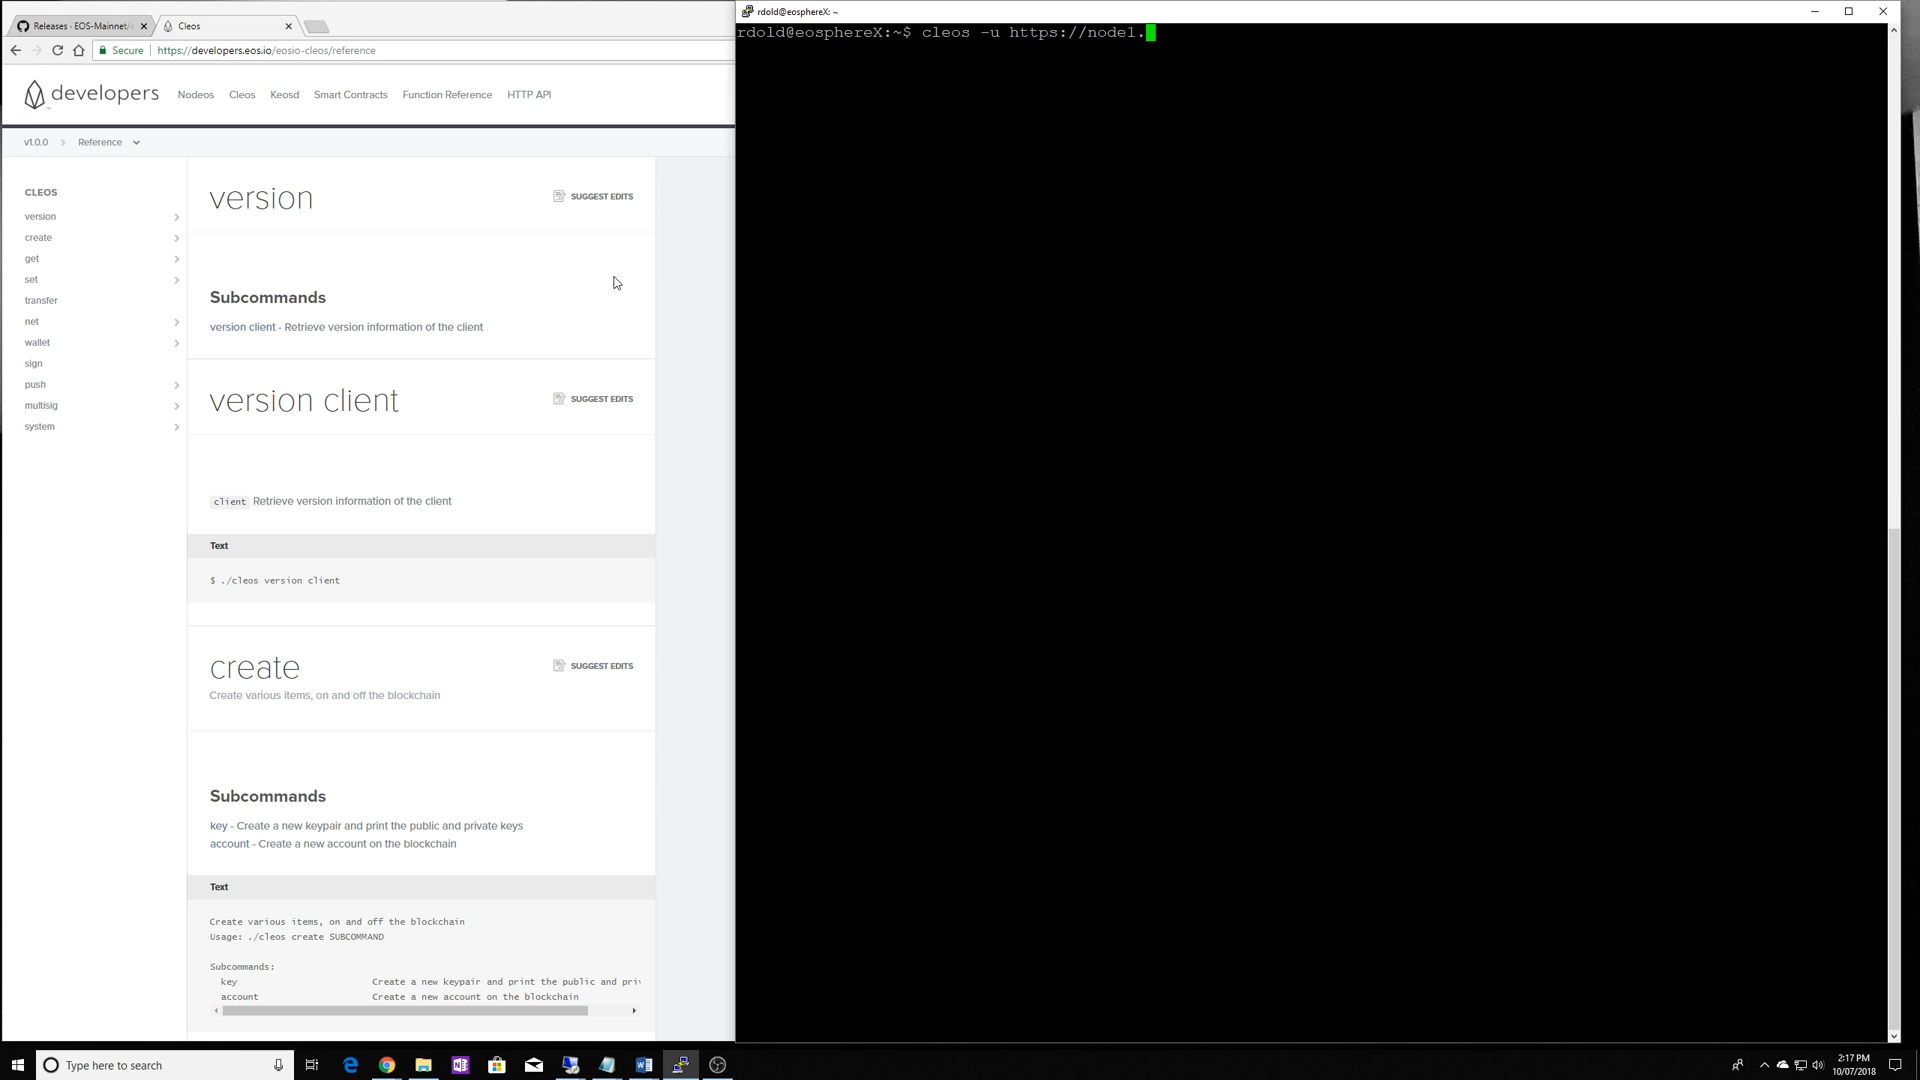 Releases · EOS-Mainnet/e
Cleos
Secure
https://developers.eos.io/eosio-cleos/reference
developers
Nodeos
Cleos
Keosd
Smart Contracts
Function Reference
HTTP API
v1.0.0
Reference
CLEOS
version
create
get
set
transfer
net
wallet
sign
push
multisig
system
version
SUGGEST EDITS
Subcommands
version client - Retrieve version information of the client
version client
SUGGEST EDITS
client Retrieve version information of the client
Text
$ ./cleos version client
create
SUGGEST EDITS
Create various items, on and off the blockchain
Subcommands
key - Create a new keypair and print the public and private keys
account - Create a new account on the blockchain
Text
Create various items, on and off the blockchain
Usage: ./cleos create SUBCOMMAND
Subcommands:
key Create a new keypair and print the public and pri
account Create a new account on the blockchain
rdold@eosphereX: ~
rdold@eosphereX:~$ cleos -u https://node1.
Type here to search
2:17 PM
10/07/2018